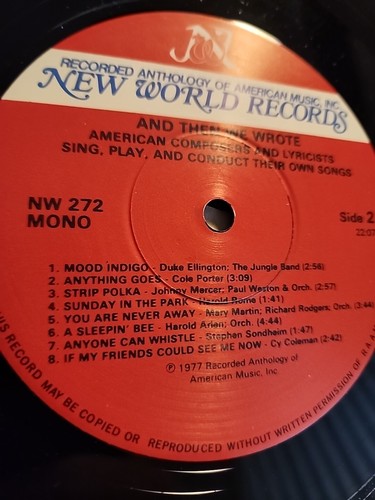 RECORDED ANTHOLOGY OF AMERICAN MUSIC, INC.
NEW WORLD RECORDS
AND THEN WE WROTE
AMERICAN COMPOSERS AND LYRICISTS
SING, PLAY, AND CONDUCT THEIR OWN SONGS
NW 272
MONO
Side 2
22:07
1. MOOD INDIGO - Duke Ellington; The Jungle Band (2:56)
2. ANYTHING GOES - Cole Porter (3:09)
3. STRIP POLKA - Johnny Mercer; Paul Weston & Orch. (2:57)
4. SUNDAY IN THE PARK - Harold Rome (1:41)
5. YOU ARE NEVER AWAY - Mary Martin; Richard Rodgers; Orch. (3:44)
6. A SLEEPIN' BEE - Harold Arlen; Orch. (4:44)
7. ANYONE CAN WHISTLE - Stephen Sondheim (1:47)
8. IF MY FRIENDS COULD SEE ME NOW - Cy Coleman (2:42)
℗ 1977 Recorded Anthology of
American Music, Inc.
RECORD MAY BE COPIED OR REPRODUCED WITHOUT WRITTEN PERMISSION OF R.A.A.